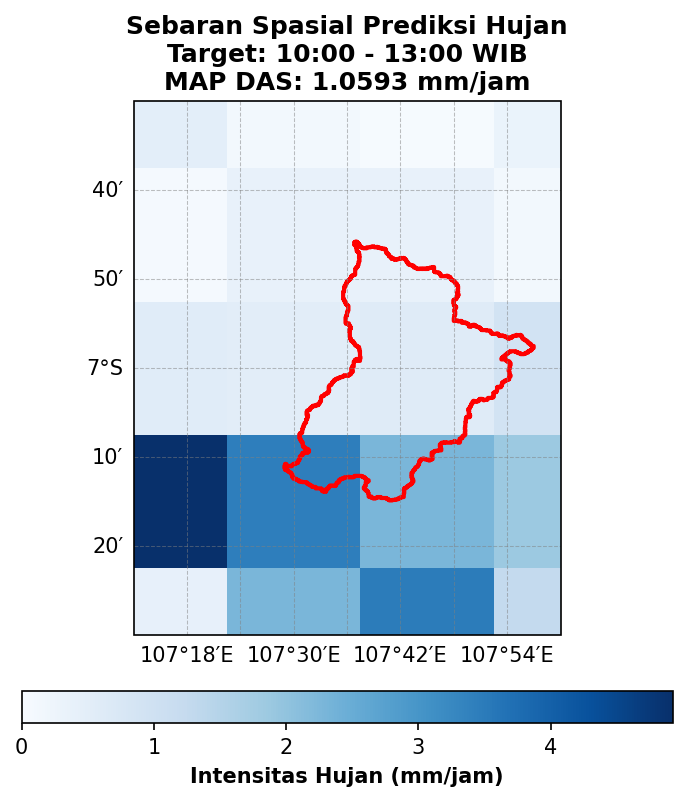 Sebaran Spasial Prediksi Hujan
Target: 10:00 - 13:00 WIB
MAP DAS: 1.0593 mm/jam
40′
50′
7°S
10′
20′
107°18′E 107°30′E 107°42′E 107°54′E
0 1 2 3 4
Intensitas Hujan (mm/jam)